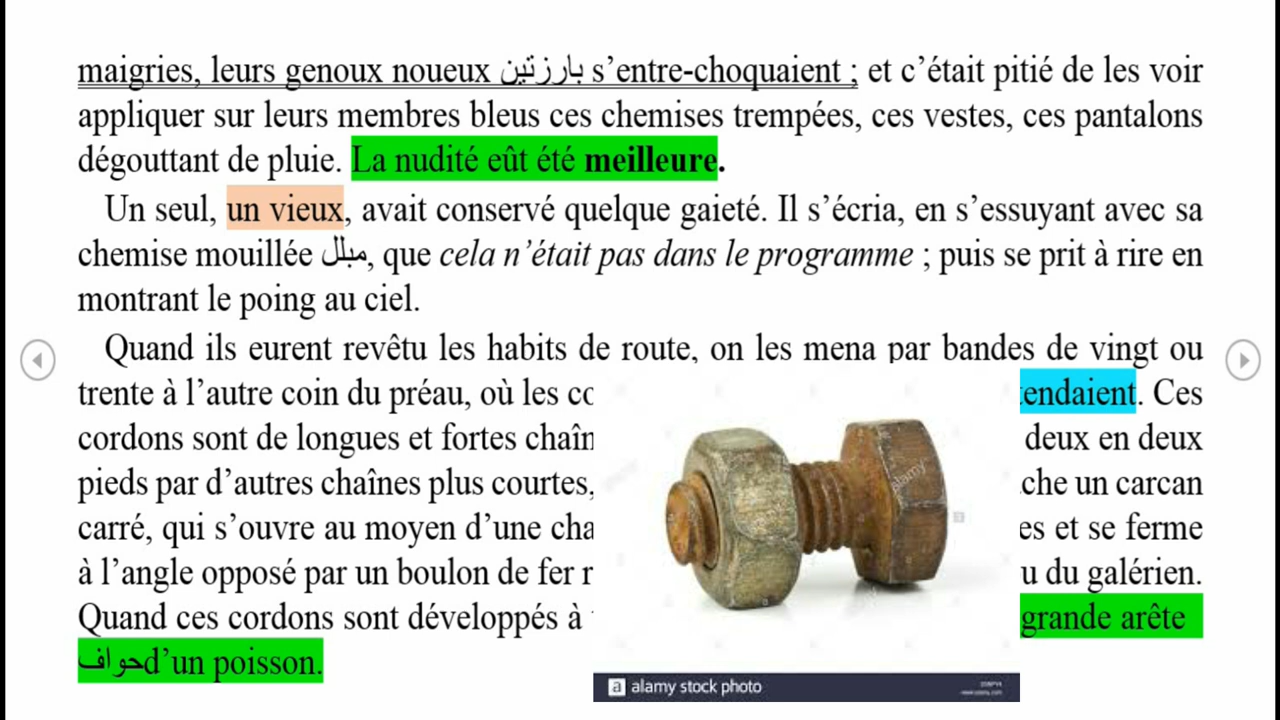 maigries, leurs genoux noueux بارزتين s’entre-choquaient ; et c’était pitié de les voir
appliquer sur leurs membres bleus ces chemises trempées, ces vestes, ces pantalons
dégouttant de pluie. La nudité eût été meilleure.
Un seul, un vieux, avait conservé quelque gaieté. Il s’écria, en s’essuyant avec sa
chemise mouillée مبلل, que cela n’était pas dans le programme ; puis se prit à rire en
montrant le poing au ciel.
Quand ils eurent revêtu les habits de route, on les mena par bandes de vingt ou
trente à l’autre coin du préau, où les tendaient. Ces
cordons sont de longues et fortes deux en deux
pieds par d’autres chaînes plus courtes, un carcan
carré, qui s’ouvre au moyen d’une et se ferme
à l’angle opposé par un boulon de fer du galérien.
Quand ces cordons sont développés à grande arête
حوافd’un poisson.
alamy
a alamy stock photo